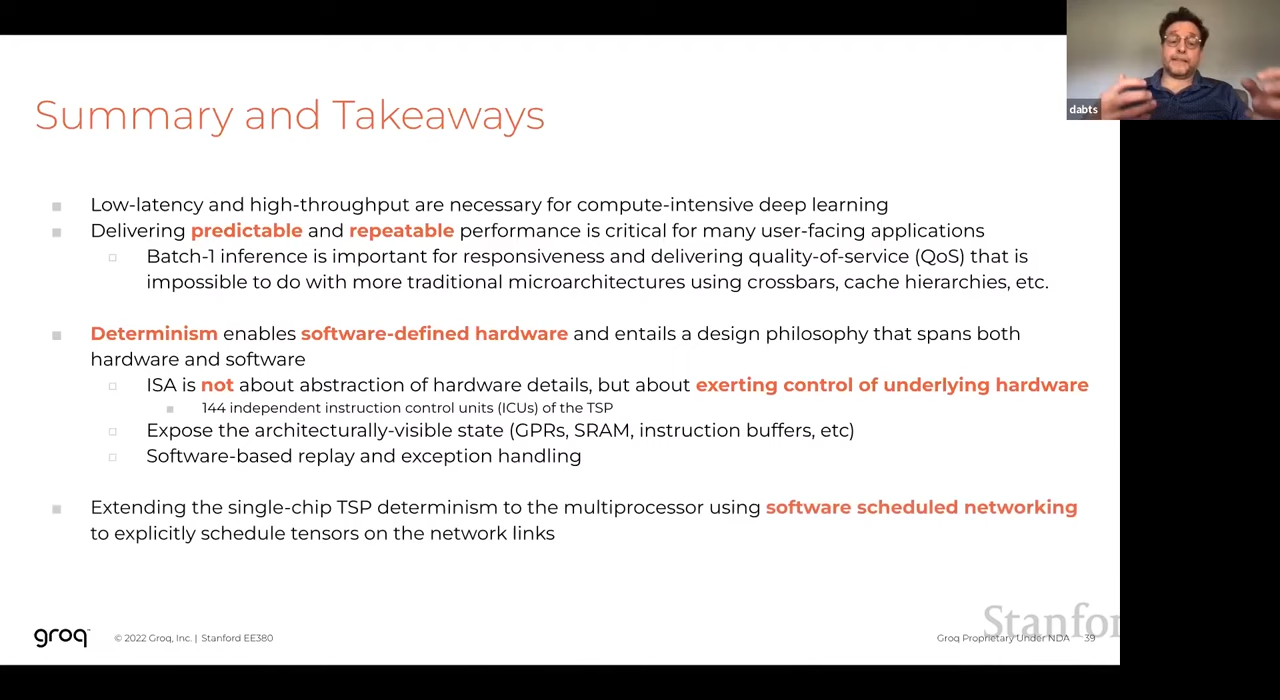 dabts
Summary and Takeaways
Low-latency and high-throughput are necessary for compute-intensive deep learning
Delivering predictable and repeatable performance is critical for many user-facing applications
Batch-1 inference is important for responsiveness and delivering quality-of-service (QoS) that is
impossible to do with more traditional microarchitectures using crossbars, cache hierarchies, etc.
Determinism enables software-defined hardware and entails a design philosophy that spans both
hardware and software
ISA is not about abstraction of hardware details, but about exerting control of underlying hardware
144 independent instruction control units (ICUs) of the TSP
Expose the architecturally-visible state (GPRs, SRAM, instruction buffers, etc)
Software-based replay and exception handling
Extending the single-chip TSP determinism to the multiprocessor using software scheduled networking
to explicitly schedule tensors on the network links
groq™ © 2022 Groq, Inc. | Stanford EE380
Stanfor
Groq Proprietary Under NDA 39